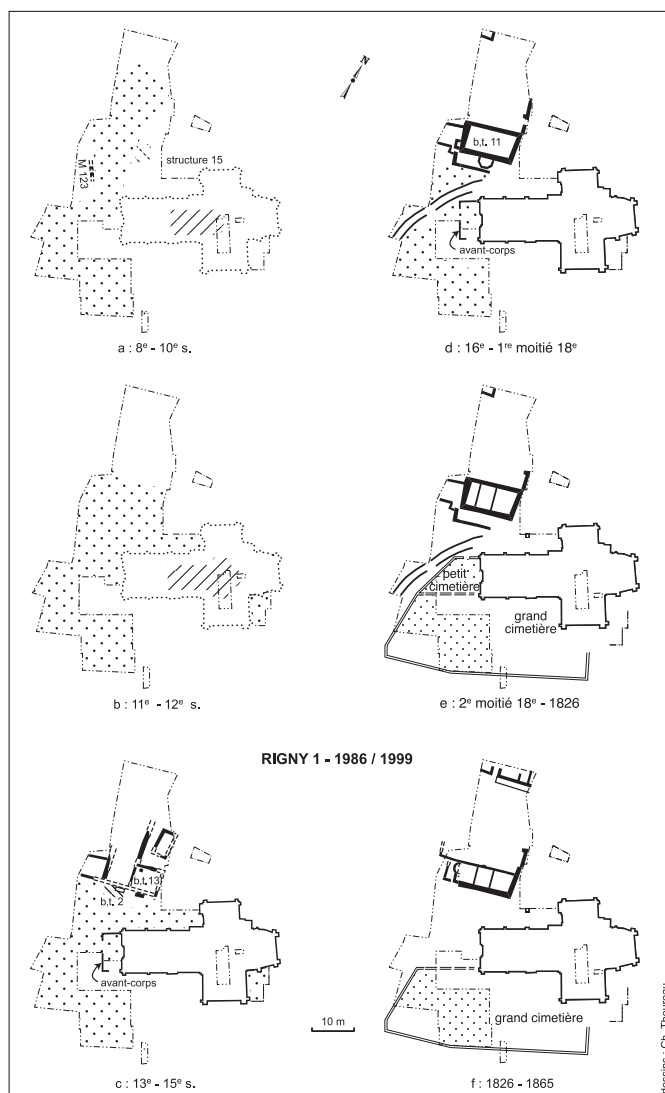 N
structure 15
M 123
a : 8e - 10e s.
b,t. 11
avant-corps
d : 16e - 1re moitié 18e
b : 11e - 12e s.
petit
cimetière
grand
cimetière
e : 2e moitié 18e - 1826
RIGNY 1 - 1986 / 1999
b,t.13
b,t. 2
avant-corps
10 m
c : 13e - 15e s.
grand cimetière
f : 1826 - 1865
dessins : Ch. Theureau